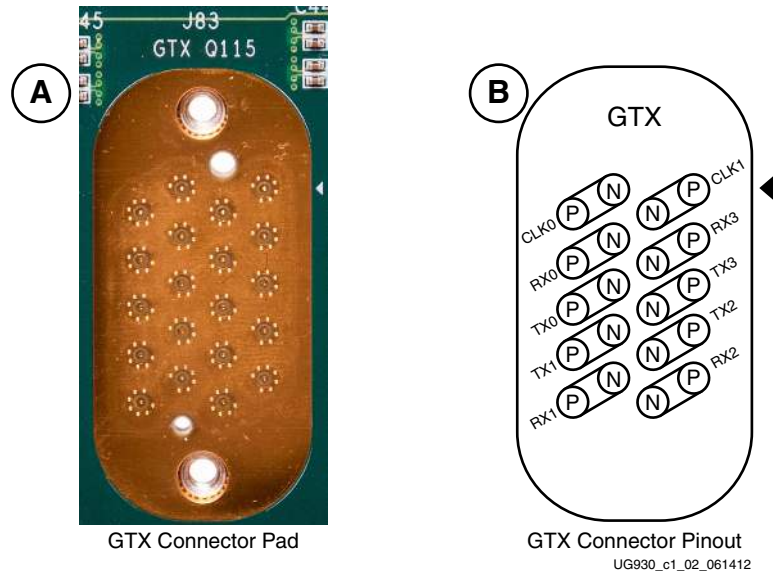 45
J83
C44
GTX Q115
A
B
GTX
N
P
CLK1
CLK0
P
N
N
P
RX3
RX0
P
N
N
P
TX3
TX0
P
N
N
P
TX2
TX1
P
N
N
P
RX2
RX1
P
N
GTX Connector Pad
GTX Connector Pinout
UG930_c1_02_061412